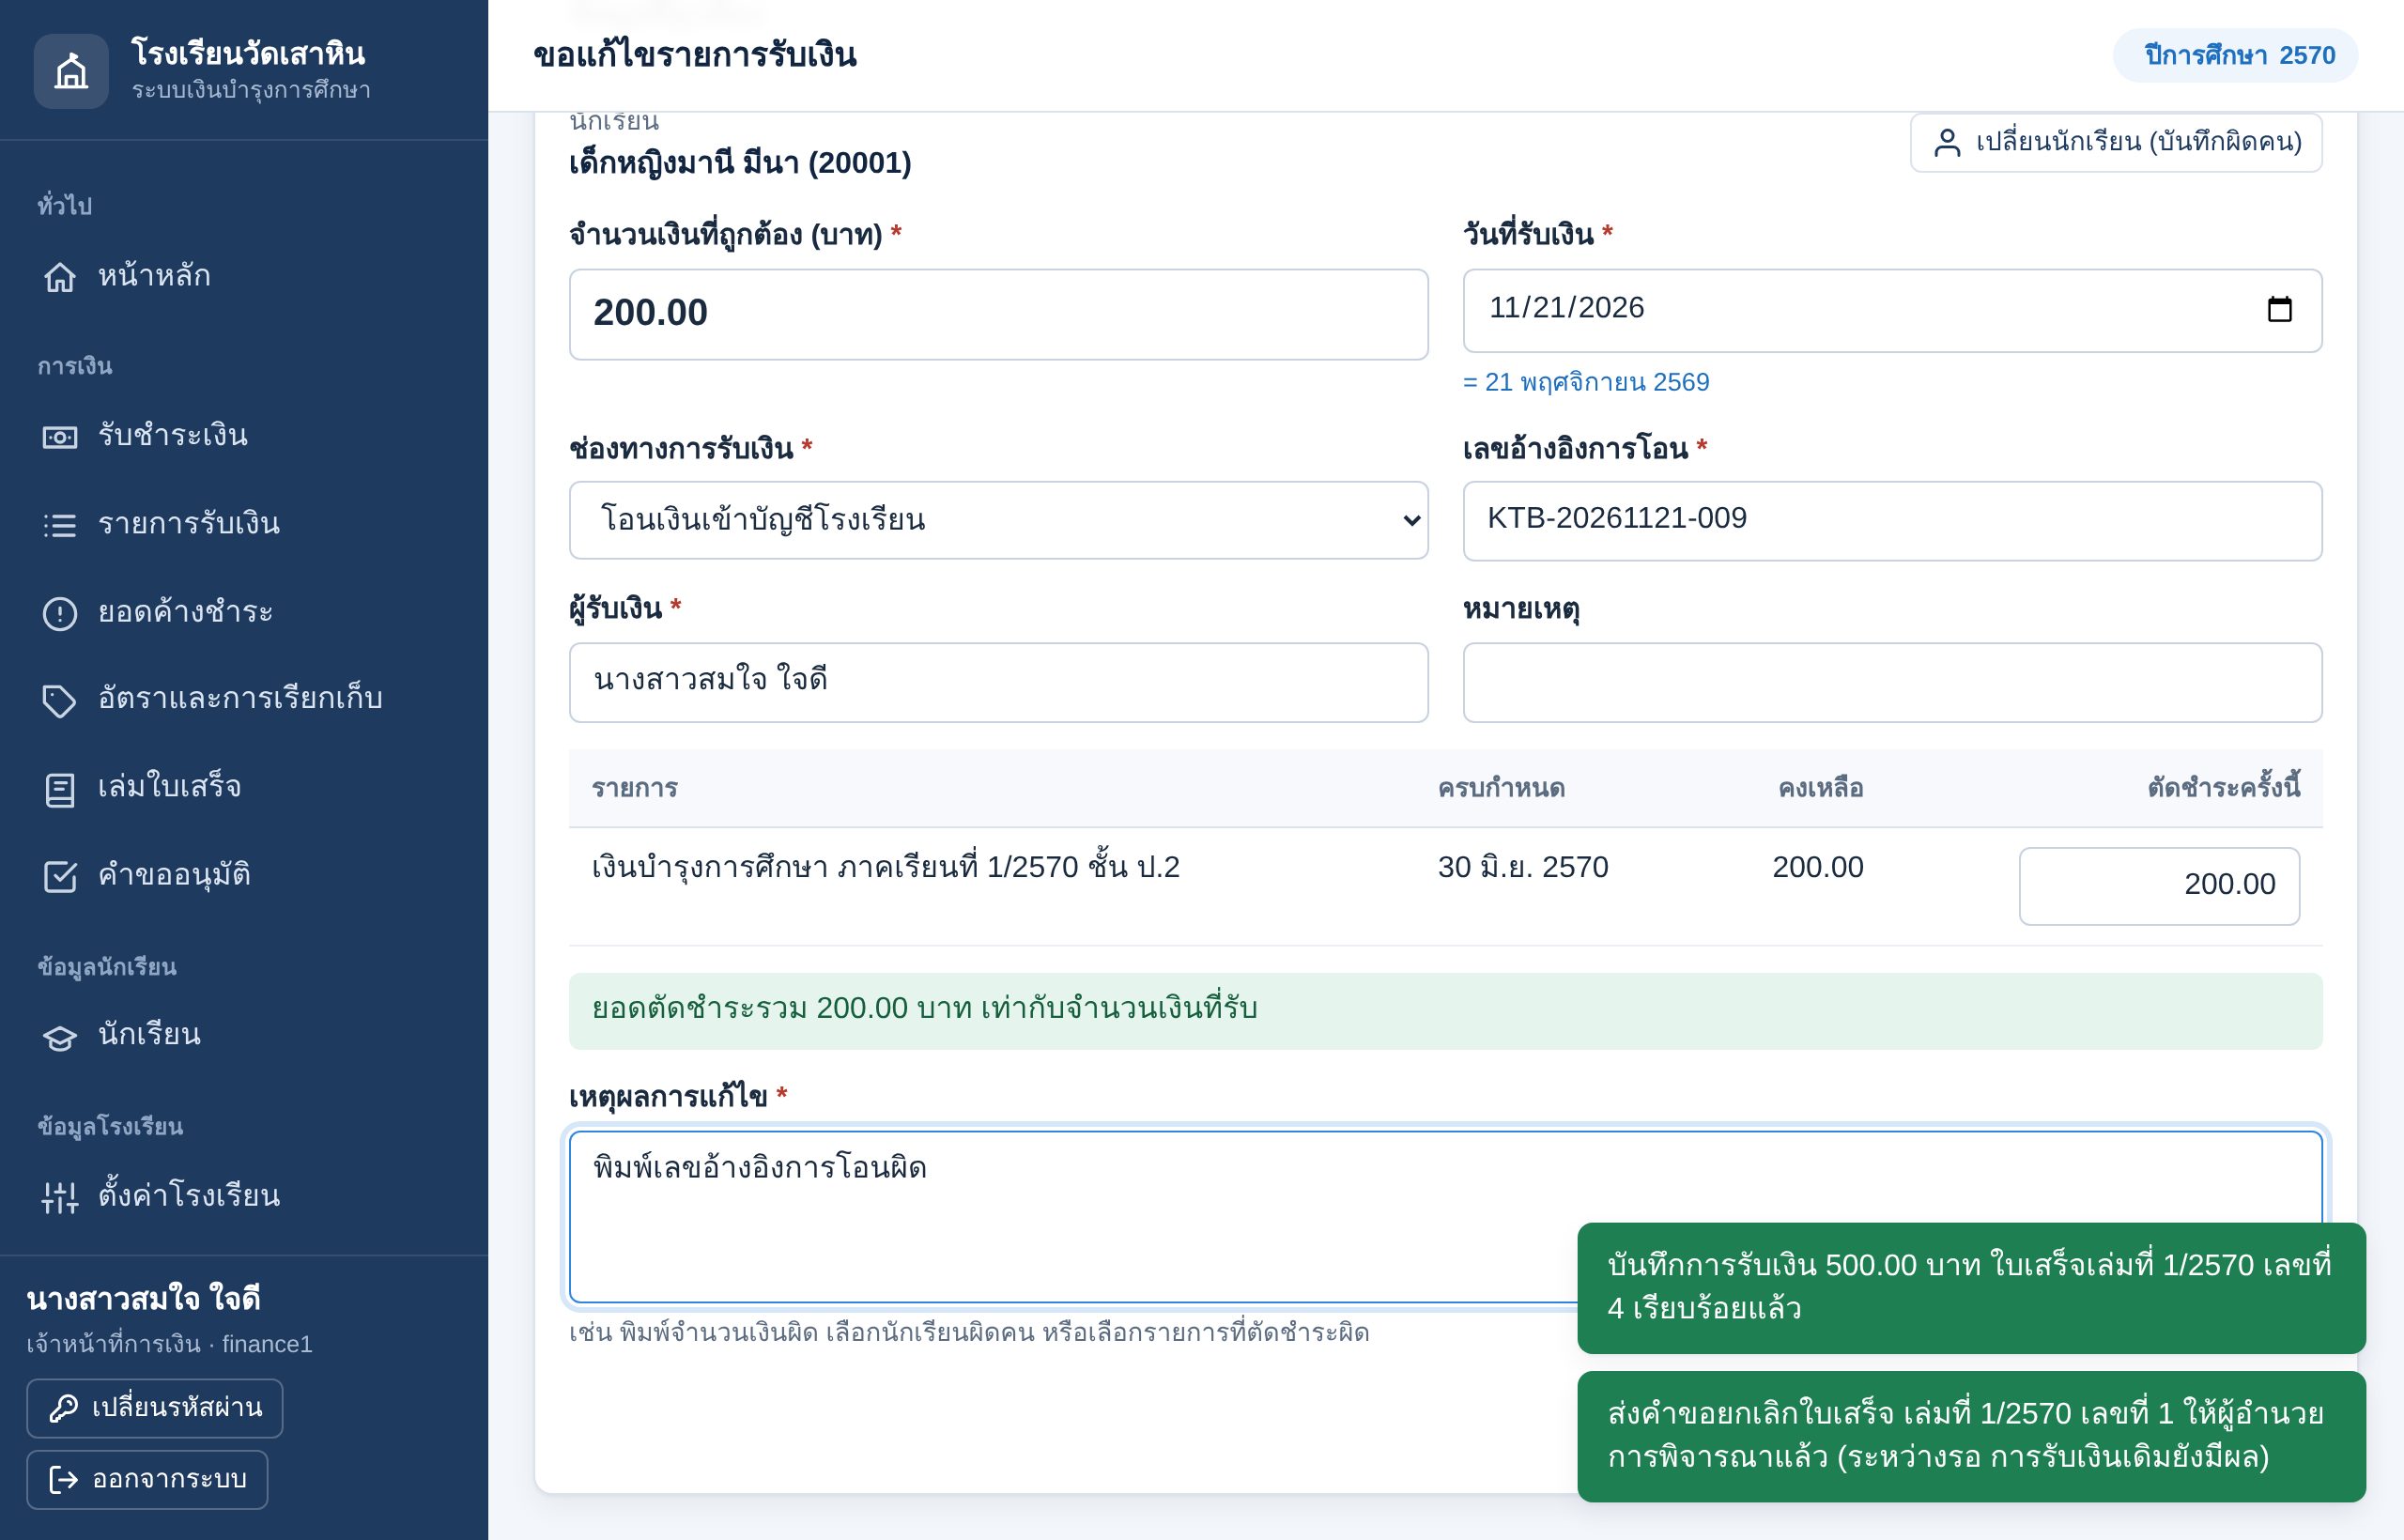 โรงเรียนวัดเสาหิน
ระบบเงินบำรุงการศึกษา
ทั่วไป
หน้าหลัก
การเงิน
รับชำระเงิน
รายการรับเงิน
ยอดค้างชำระ
อัตราและการเรียกเก็บ
เล่มใบเสร็จ
คำขออนุมัติ
ข้อมูลนักเรียน
นักเรียน
ข้อมูลโรงเรียน
ตั้งค่าโรงเรียน
นางสาวสมใจ ใจดี
เจ้าหน้าที่การเงิน · finance1
เปลี่ยนรหัสผ่าน
ออกจากระบบ
ขอแก้ไขรายการรับเงิน
ปีการศึกษา 2570
นักเรียน
เด็กหญิงมานี มีนา (20001)
เปลี่ยนนักเรียน (บันทึกผิดคน)
จำนวนเงินที่ถูกต้อง (บาท) *
200.00
วันที่รับเงิน *
11/21/2026
= 21 พฤศจิกายน 2569
ช่องทางการรับเงิน *
โอนเงินเข้าบัญชีโรงเรียน
เลขอ้างอิงการโอน *
KTB-20261121-009
ผู้รับเงิน *
นางสาวสมใจ ใจดี
หมายเหตุ
รายการ ครบกำหนด คงเหลือ ตัดชำระครั้งนี้
เงินบำรุงการศึกษา ภาคเรียนที่ 1/2570 ชั้น ป.2 30 มิ.ย. 2570 200.00 200.00
ยอดตัดชำระรวม 200.00 บาท เท่ากับจำนวนเงินที่รับ
เหตุผลการแก้ไข *
พิมพ์เลขอ้างอิงการโอนผิด
เช่น พิมพ์จำนวนเงินผิด เลือกนักเรียนผิดคน หรือเลือกรายการที่ตัดชำระผิด
บันทึกการรับเงิน 500.00 บาท ใบเสร็จเล่มที่ 1/2570 เลขที่
4 เรียบร้อยแล้ว
ส่งคำขอยกเลิกใบเสร็จ เล่มที่ 1/2570 เลขที่ 1 ให้ผู้อำนวย
การพิจารณาแล้ว (ระหว่างรอ การรับเงินเดิมยังมีผล)